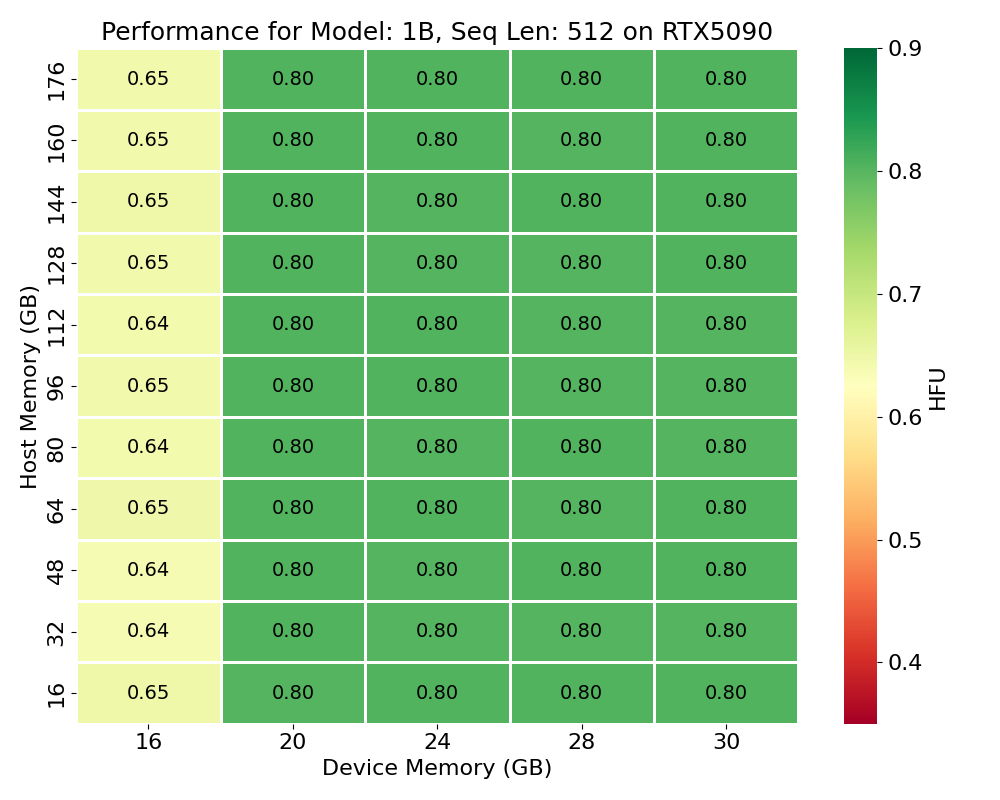 Performance for Model: 1B, Seq Len: 512 on RTX5090
176 0.65 0.80 0.80 0.80 0.80
160 0.65 0.80 0.80 0.80 0.80
144 0.65 0.80 0.80 0.80 0.80
128 0.65 0.80 0.80 0.80 0.80
112 0.64 0.80 0.80 0.80 0.80
96 0.65 0.80 0.80 0.80 0.80
80 0.64 0.80 0.80 0.80 0.80
64 0.65 0.80 0.80 0.80 0.80
48 0.64 0.80 0.80 0.80 0.80
32 0.64 0.80 0.80 0.80 0.80
16 0.65 0.80 0.80 0.80 0.80
Host Memory (GB)
16 20 24 28 30
Device Memory (GB)
0.9
0.8
0.7
0.6
0.5
0.4
HFU